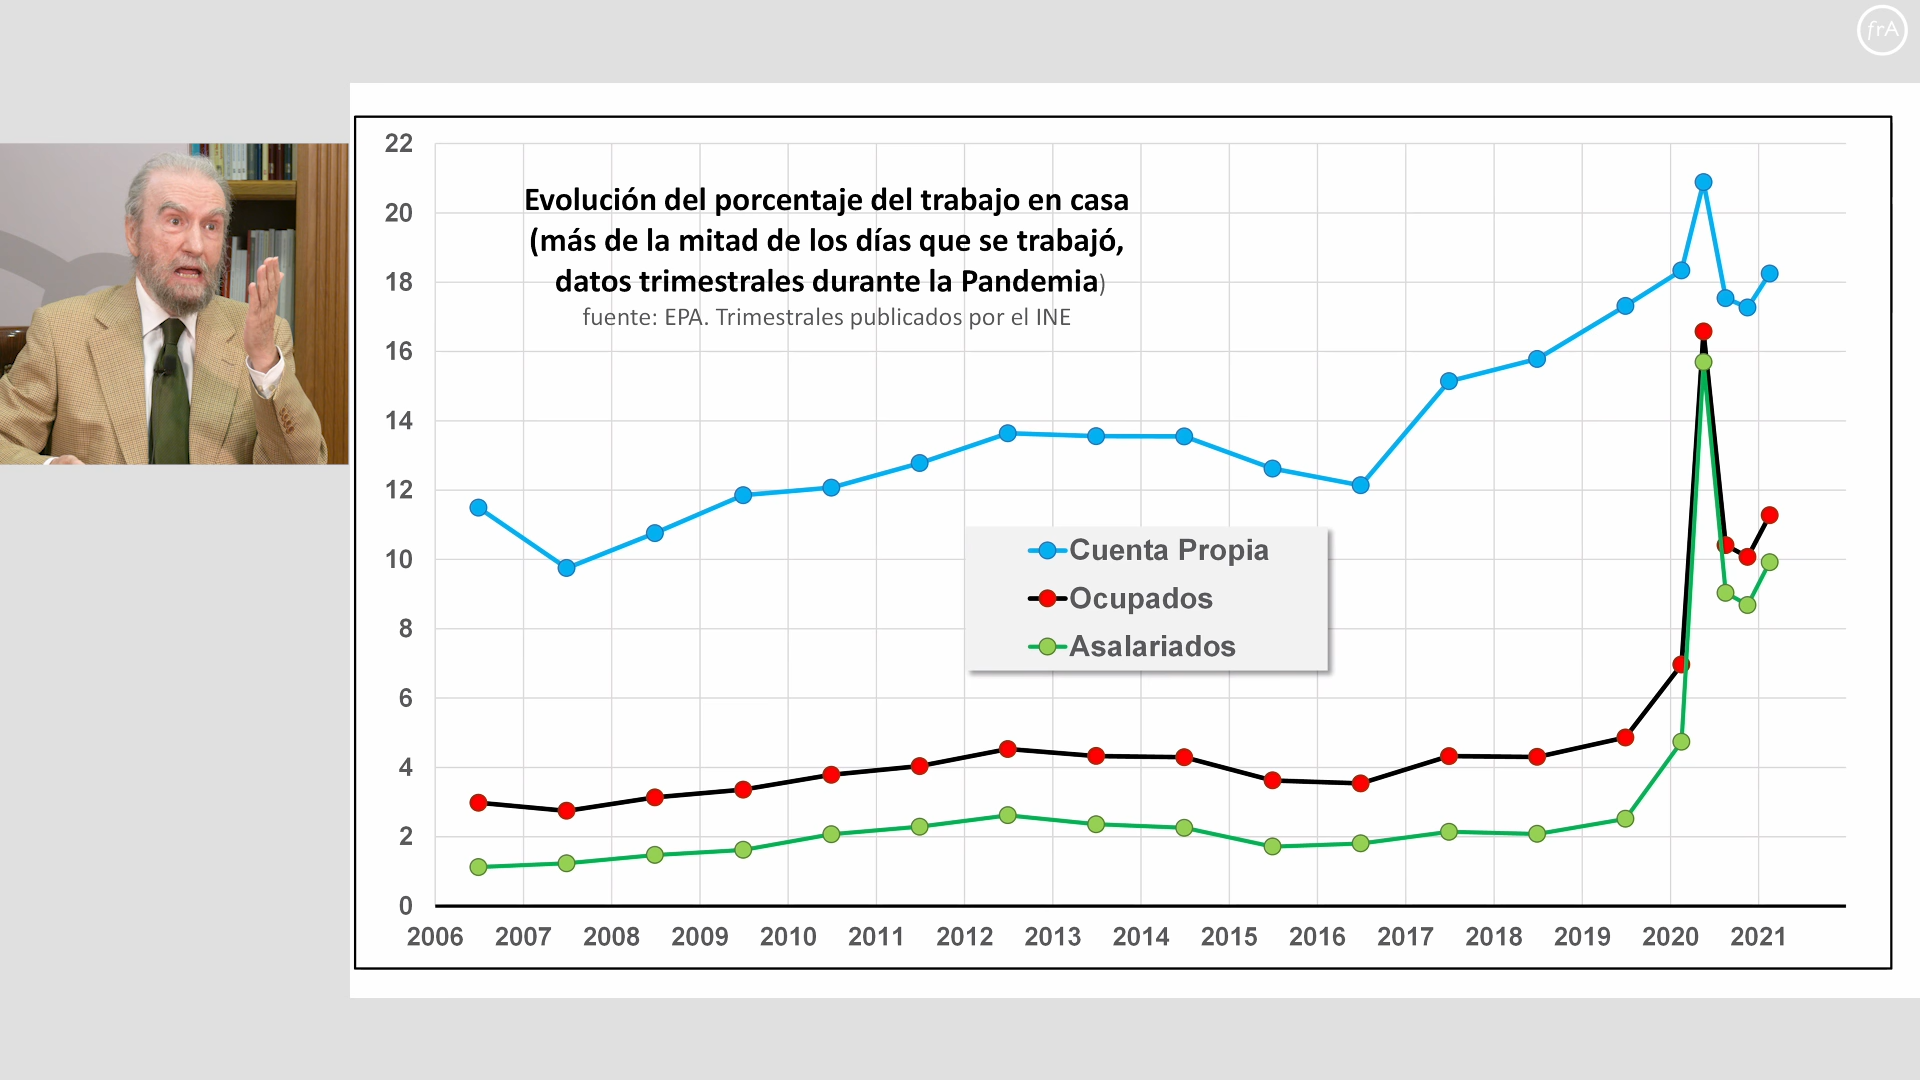 frA
Evolución del porcentaje del trabajo en casa
(más de la mitad de los días que se trabajó,
datos trimestrales durante la Pandemia)
fuente: EPA. Trimestrales publicados por el INE
22
20
18
16
14
12
10
8
6
4
2
0
Cuenta Propia
Ocupados
Asalariados
2006 2007 2008 2009 2010 2011 2012 2013 2014 2015 2016 2017 2018 2019 2020 2021